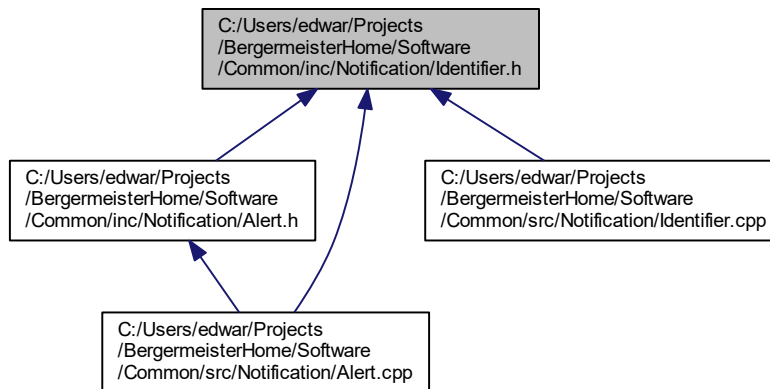 C:/Users/edwar/Projects
/BergermeisterHome/Software
/Common/inc/Notification/Identifier.h
C:/Users/edwar/Projects
/BergermeisterHome/Software
/Common/inc/Notification/Alert.h
C:/Users/edwar/Projects
/BergermeisterHome/Software
/Common/src/Notification/Identifier.cpp
C:/Users/edwar/Projects
/BergermeisterHome/Software
/Common/src/Notification/Alert.cpp